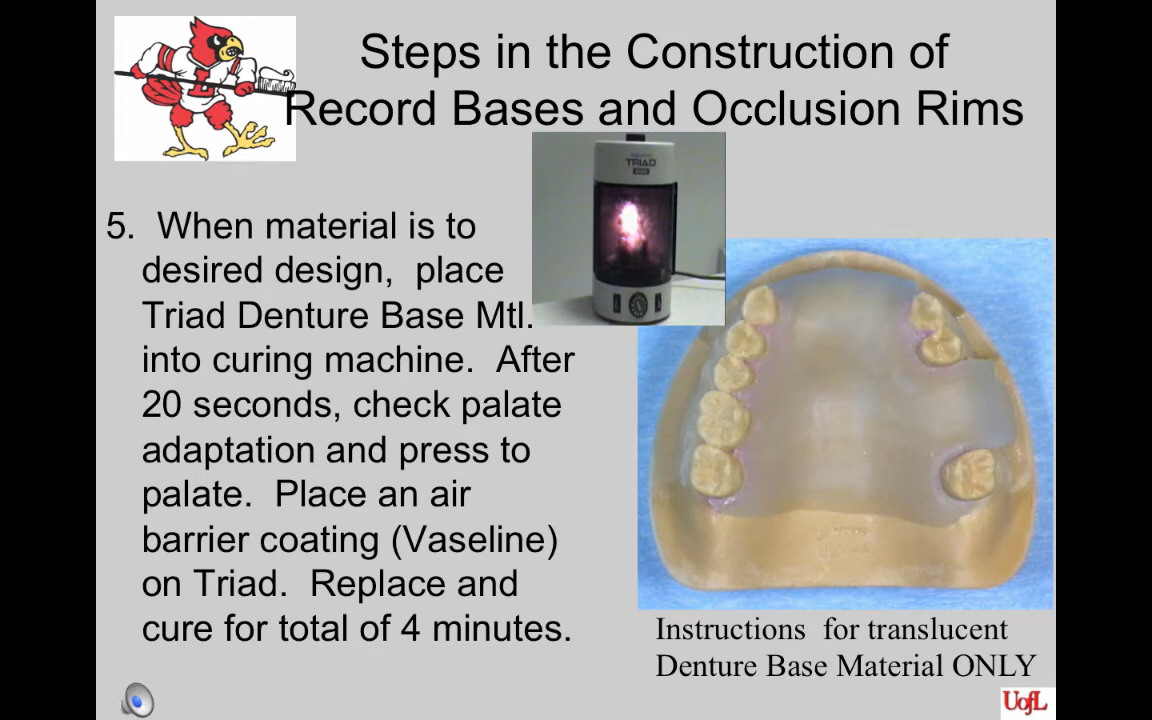 Steps in the Construction of
Record Bases and Occlusion Rims
TRIAD
5. When material is to
desired design, place
Triad Denture Base Mtl.
into curing machine. After
20 seconds, check palate
adaptation and press to
palate. Place an air
barrier coating (Vaseline)
on Triad. Replace and
cure for total of 4 minutes.
Instructions for translucent
Denture Base Material ONLY
UofL